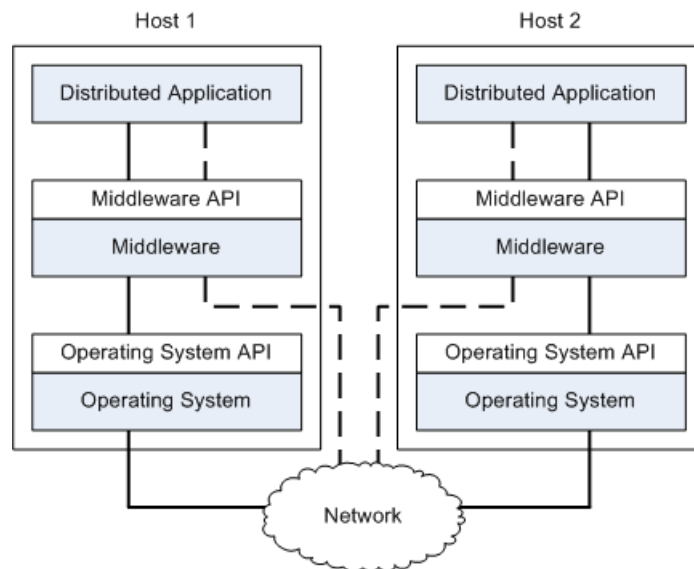 Host 1
Distributed Application
Middleware API
Middleware
Operating System API
Operating System
Host 2
Distributed Application
Middleware API
Middleware
Operating System API
Operating System
Network